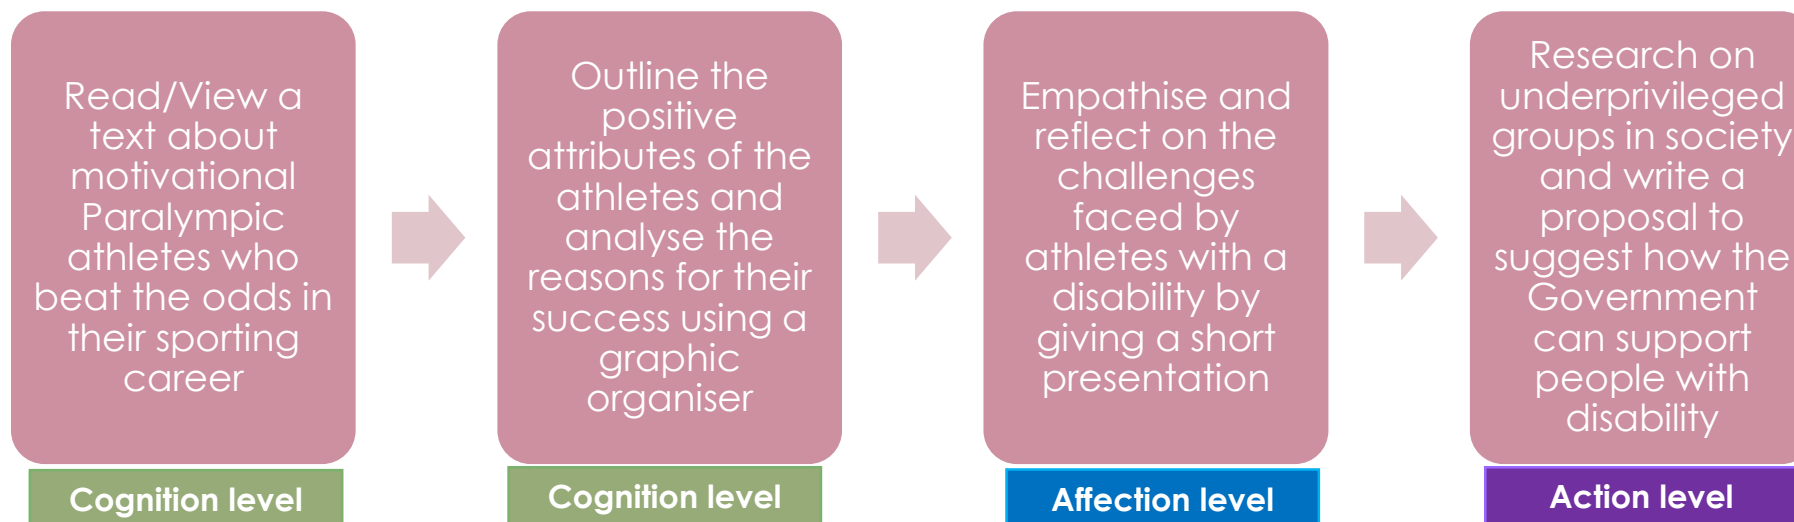 Read/View a
text about
motivational
Paralympic
athletes who
beat the odds in
their sporting
career
Cognition level
Outline the
positive
attributes of the
athletes and
analyse the
reasons for their
success using a
graphic
organiser
Cognition level
Empathise and
reflect on the
challenges
faced by
athletes with a
disability by
giving a short
presentation
Affection level
Research on
underprivileged
groups in society
and write a
proposal to
suggest how the
Government
can support
people with
disability
Action level